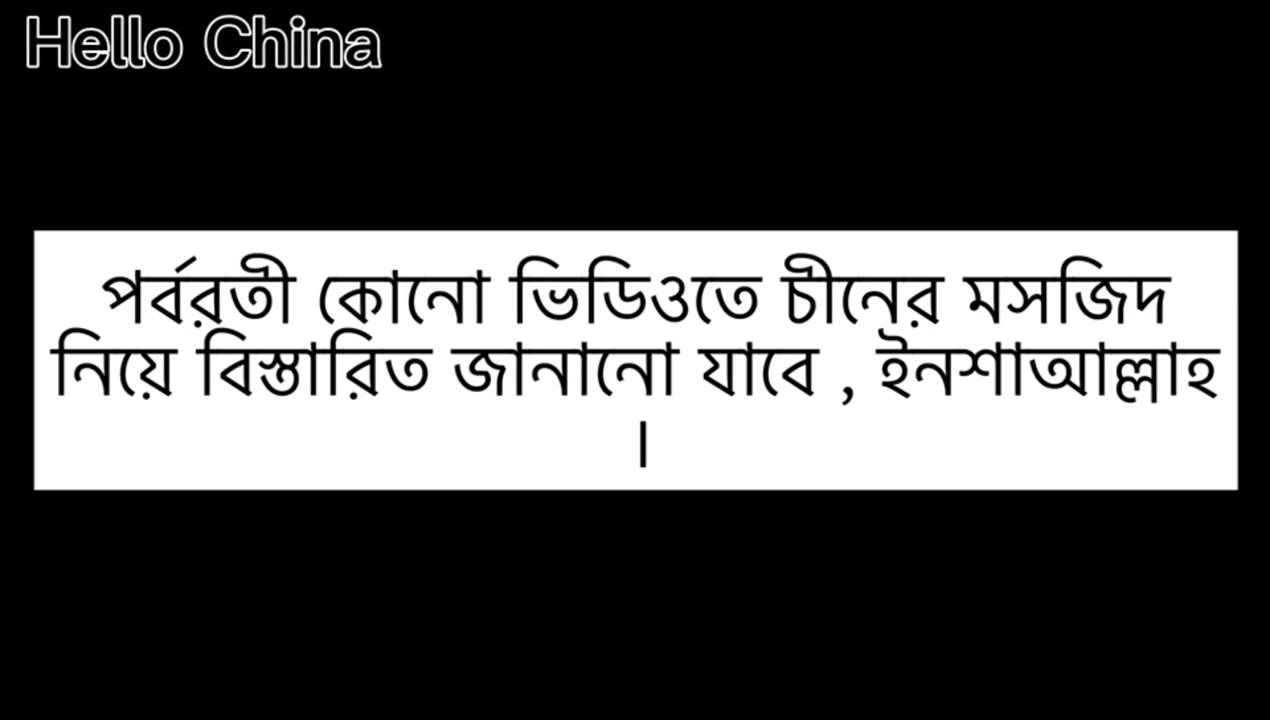 Hello China
পর্বরতী কোনো ভিডিওতে চীনের মসজিদ
নিয়ে বিস্তারিত জানানো যাবে , ইনশাআল্লাহ
।